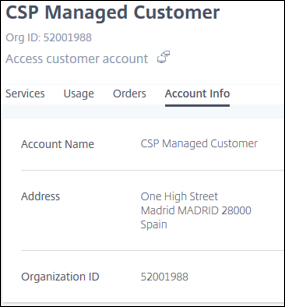 CSP Managed Customer
Org ID: 52001988
Access customer account
Services Usage Orders Account Info
Account Name CSP Managed Customer
Address One High Street
Madrid MADRID 28000
Spain
Organization ID 52001988